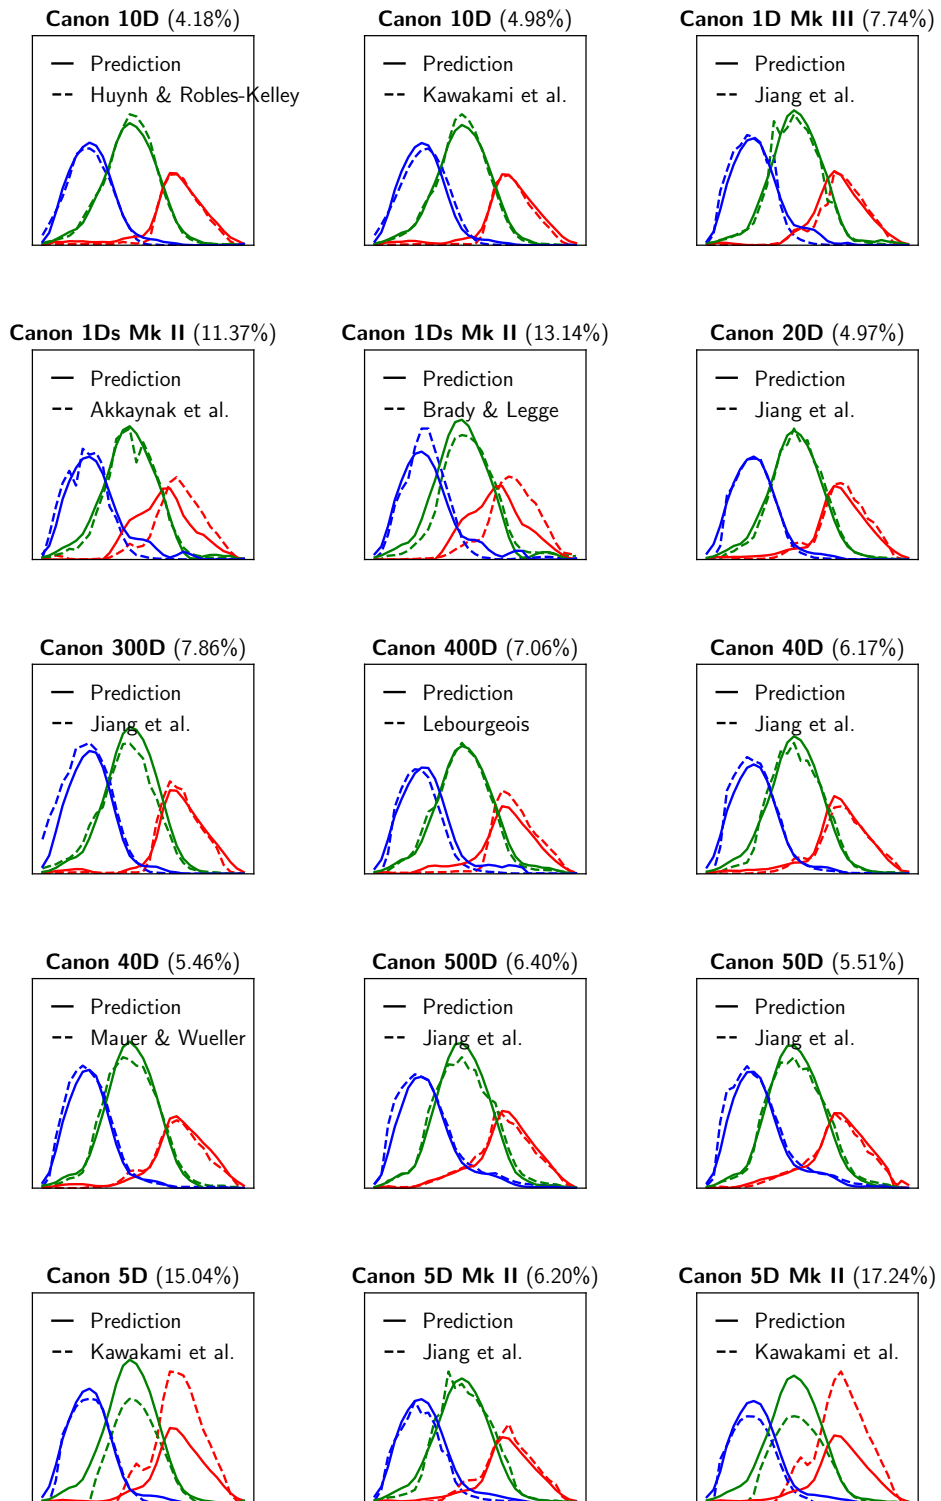 Canon 10D (4.18%)
Prediction
Huynh & Robles-Kelley
Canon 10D (4.98%)
Prediction
Kawakami et al.
Canon 1D Mk III (7.74%)
Prediction
Jiang et al.
Canon 1Ds Mk II (11.37%)
Prediction
Akkaynak et al.
Canon 1Ds Mk II (13.14%)
Prediction
Brady & Legge
Canon 20D (4.97%)
Prediction
Jiang et al.
Canon 300D (7.86%)
Prediction
Jiang et al.
Canon 400D (7.06%)
Prediction
Lebourgeois
Canon 40D (6.17%)
Prediction
Jiang et al.
Canon 40D (5.46%)
Prediction
Mauer & Wueller
Canon 500D (6.40%)
Prediction
Jiang et al.
Canon 50D (5.51%)
Prediction
Jiang et al.
Canon 5D (15.04%)
Prediction
Kawakami et al.
Canon 5D Mk II (6.20%)
Prediction
Jiang et al.
Canon 5D Mk II (17.24%)
Prediction
Kawakami et al.